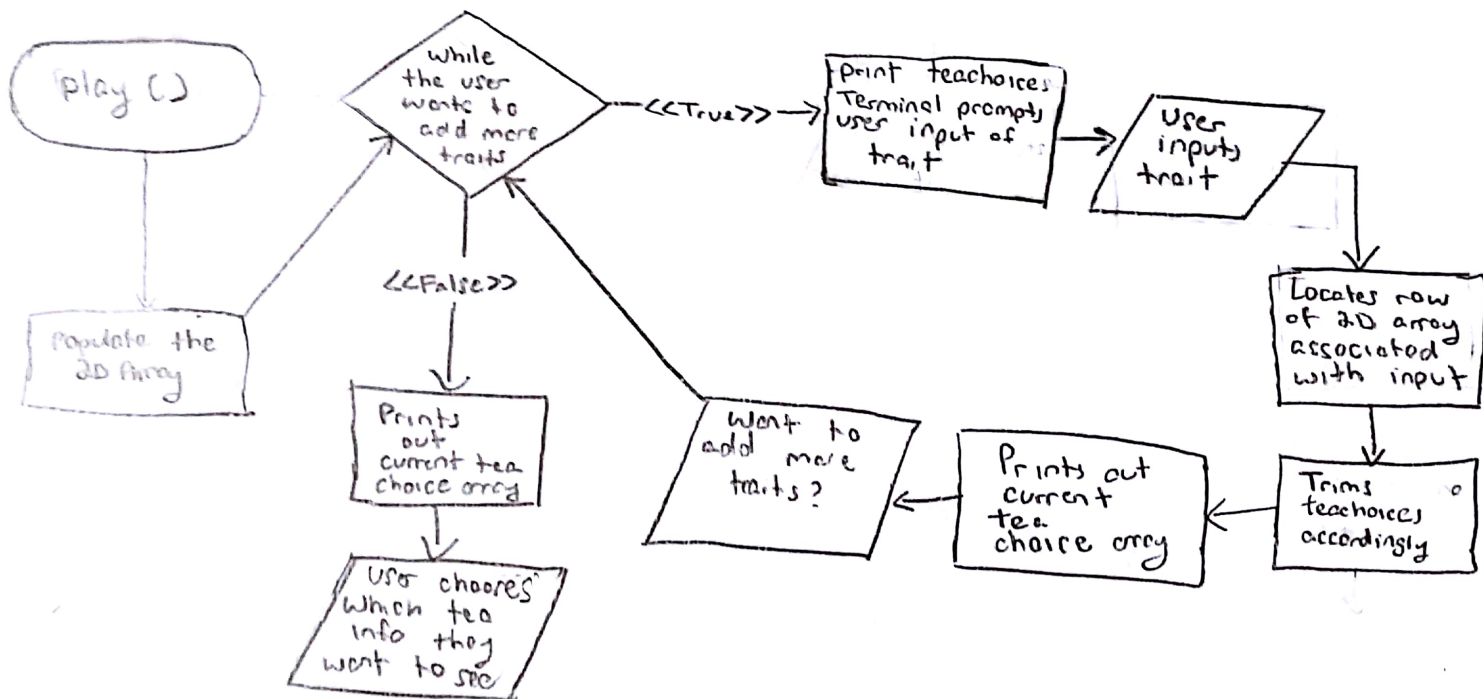 play ()
Populate the
2D Array
While
the user
wants to
add more
traits
<<True>>
print teachoices
Terminal prompts
user input of
trait
user
inputs
trait
Locates row
of 2D array
associated
with input
Trims
teachoices
accordingly
Prints out
current
tea
choice array
Want to
add more
traits?
<<False>>
Prints
out
current tea
choice array
User chooses
which tea
info they
want to see